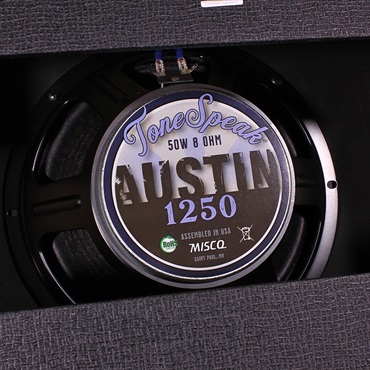 ToneSpeak
50W 8 OHM
AUSTIN
1250
ASSEMBLED IN USA
RoHS
MISCO
SAINT PAUL, MN